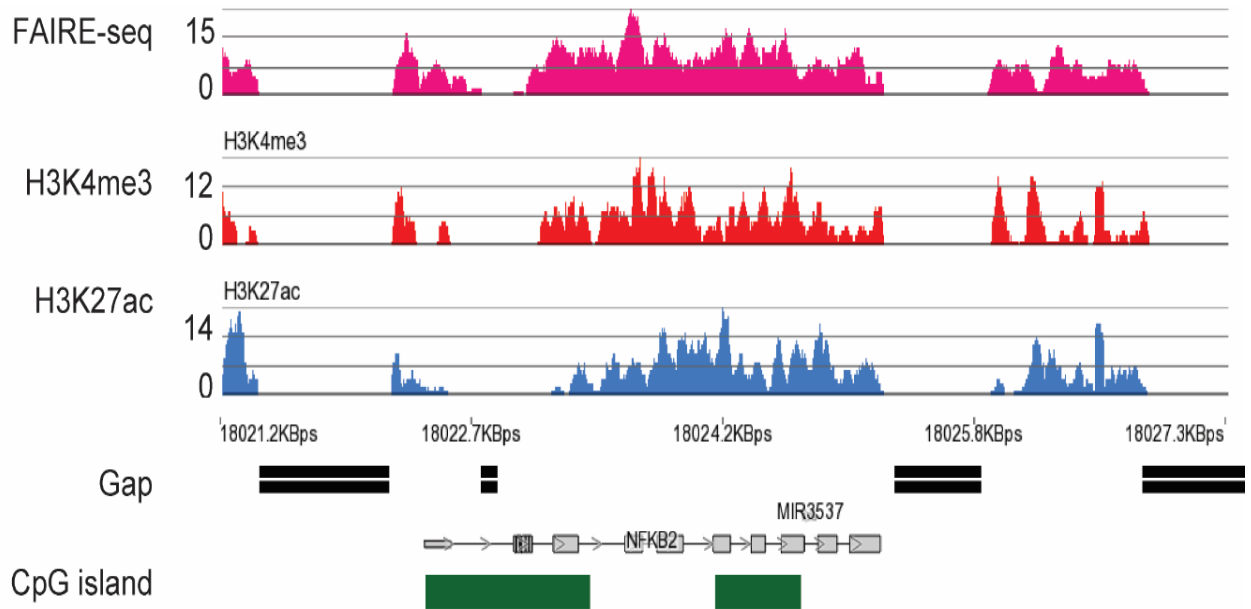 FAIRE-seq
15
0
H3K4me3
H3K4me3
12
0
H3K27ac
H3K27ac
14
0
18021.2KBps 18022.7KBps 18024.2KBps 18025.8KBps 18027.3KBps
Gap
MIR3537
NFKB2
CpG island